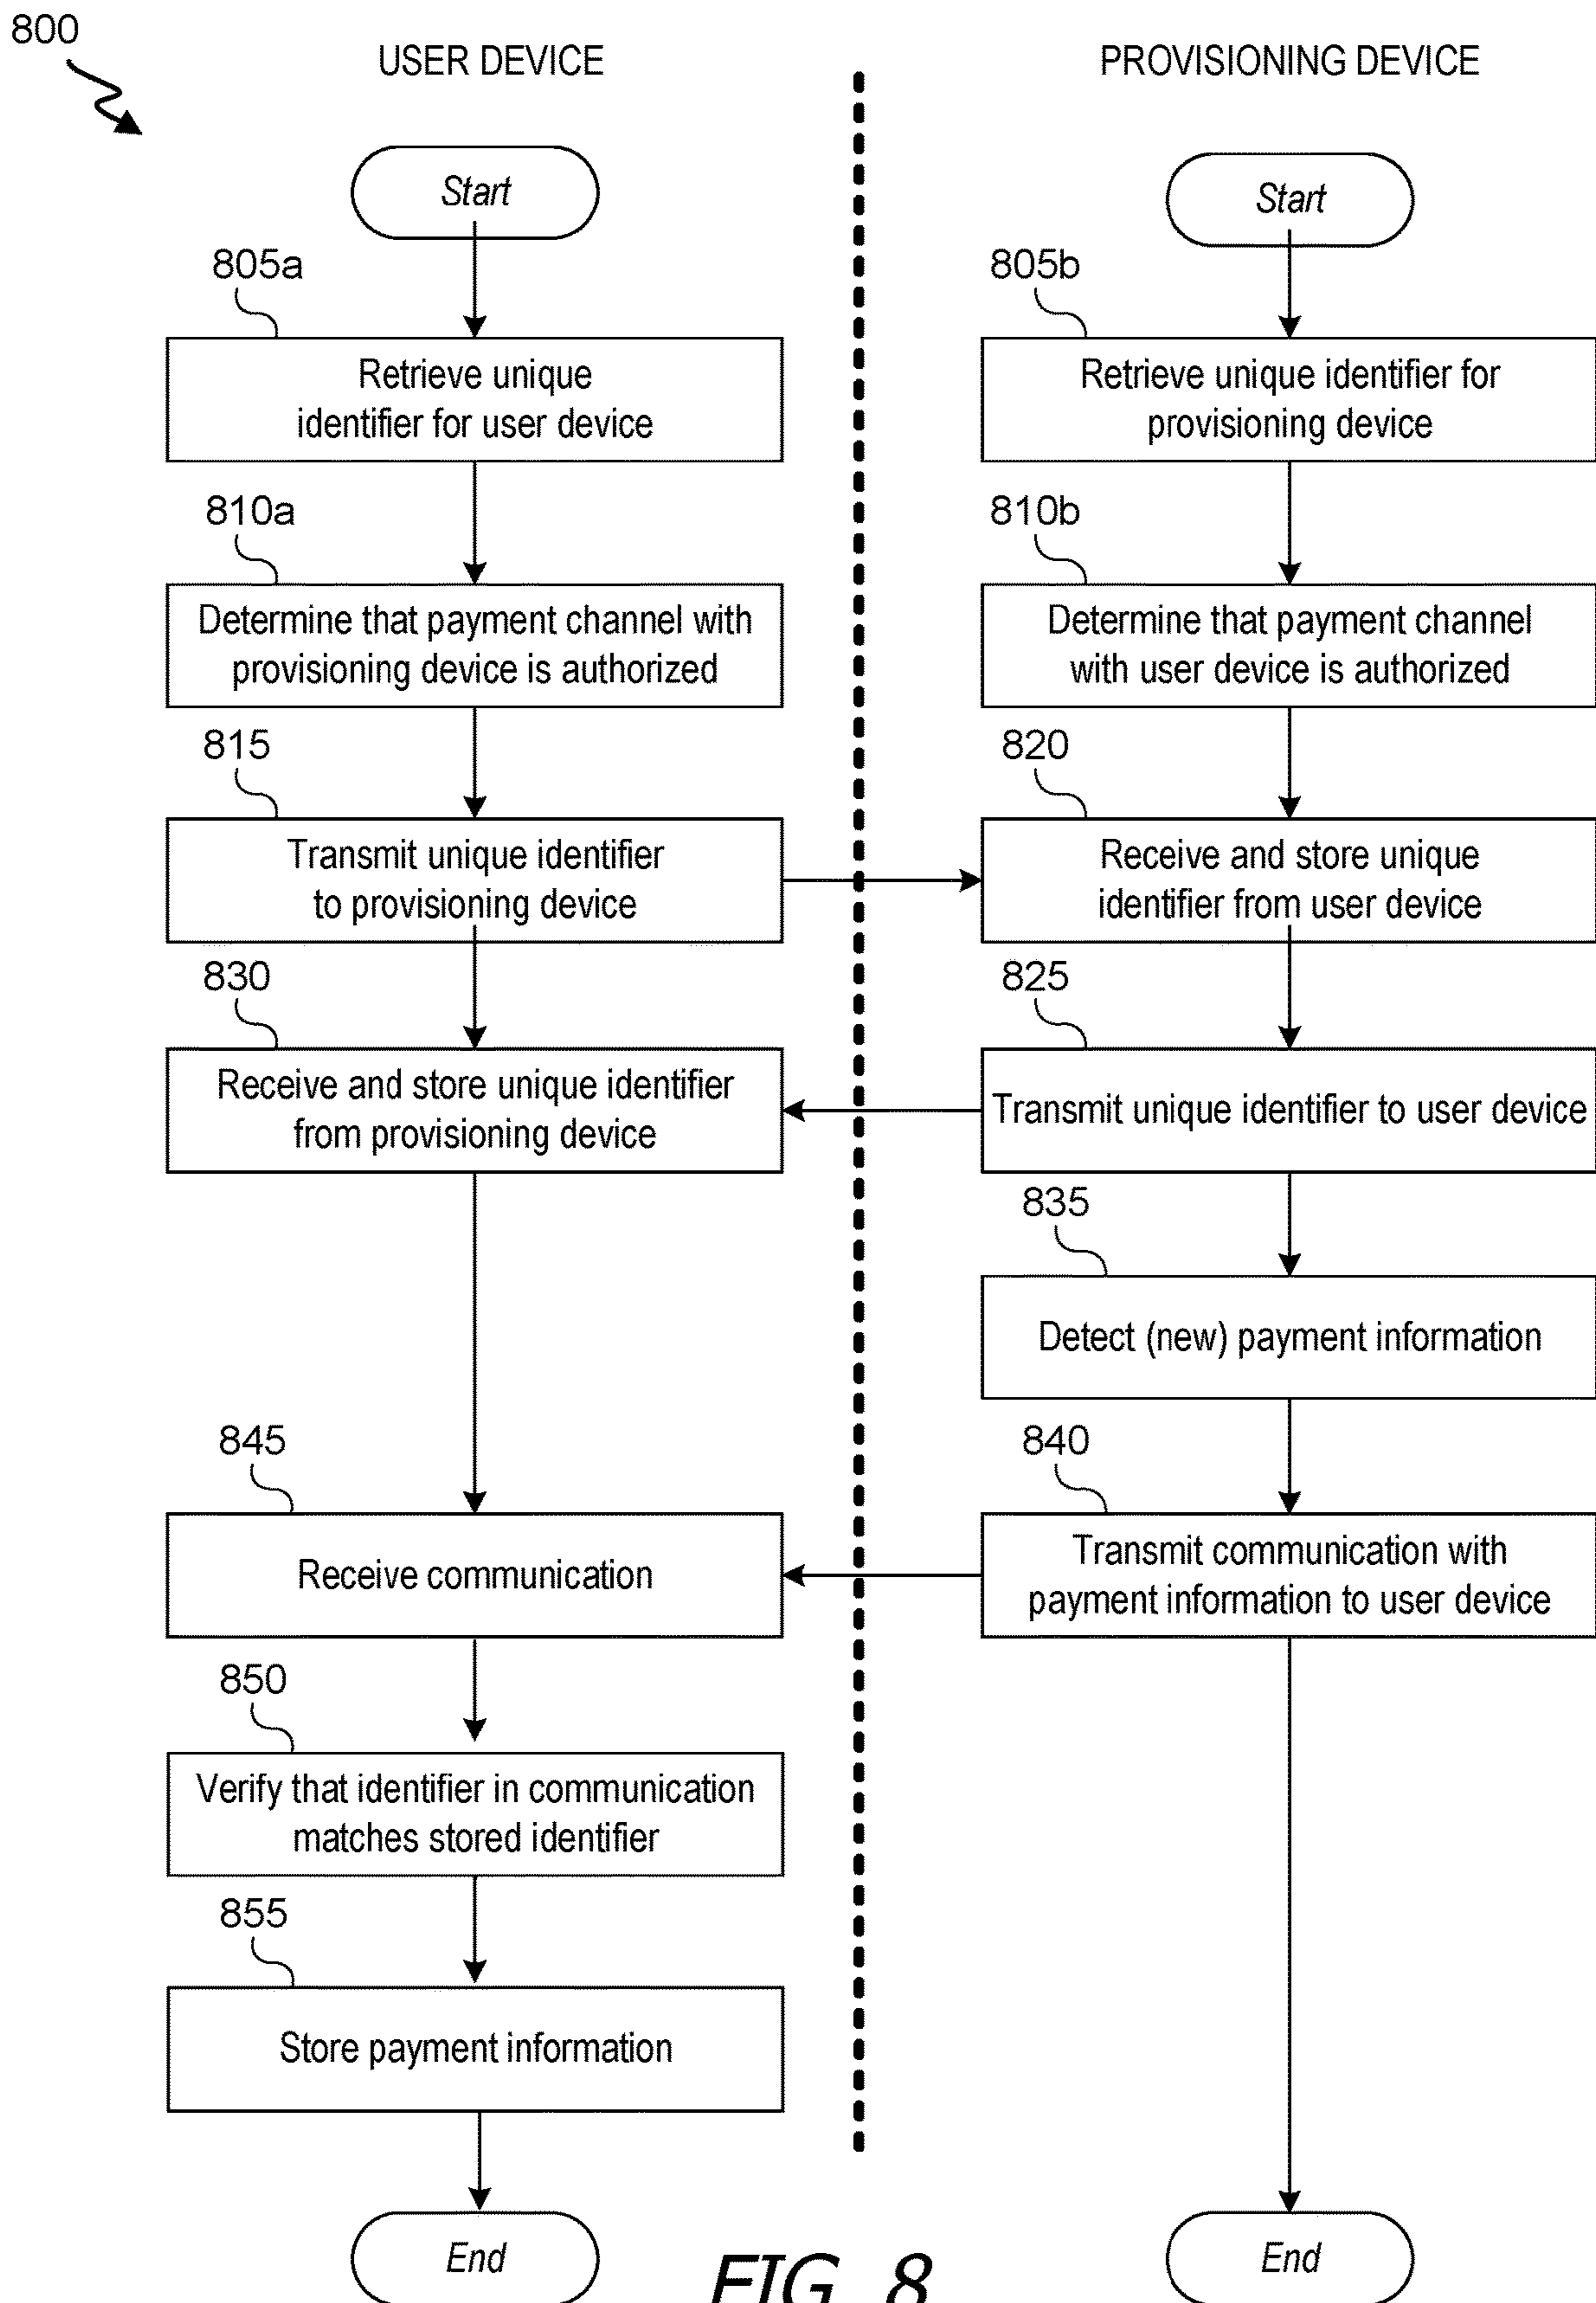 800
USER DEVICE
PROVISIONING DEVICE
Start
Start
805a
805b
Retrieve unique
identifier for user device
Retrieve unique identifier for
provisioning device
810a
810b
Determine that payment channel with
provisioning device is authorized
Determine that payment channel
with user device is authorized
815
820
Transmit unique identifier
to provisioning device
Receive and store unique
identifier from user device
830
825
Receive and store unique identifier
from provisioning device
Transmit unique identifier to user device
835
Detect (new) payment information
845
840
Receive communication
Transmit communication with
payment information to user device
850
Verify that identifier in communication
matches stored identifier
855
Store payment information
End
End
FIG. 8